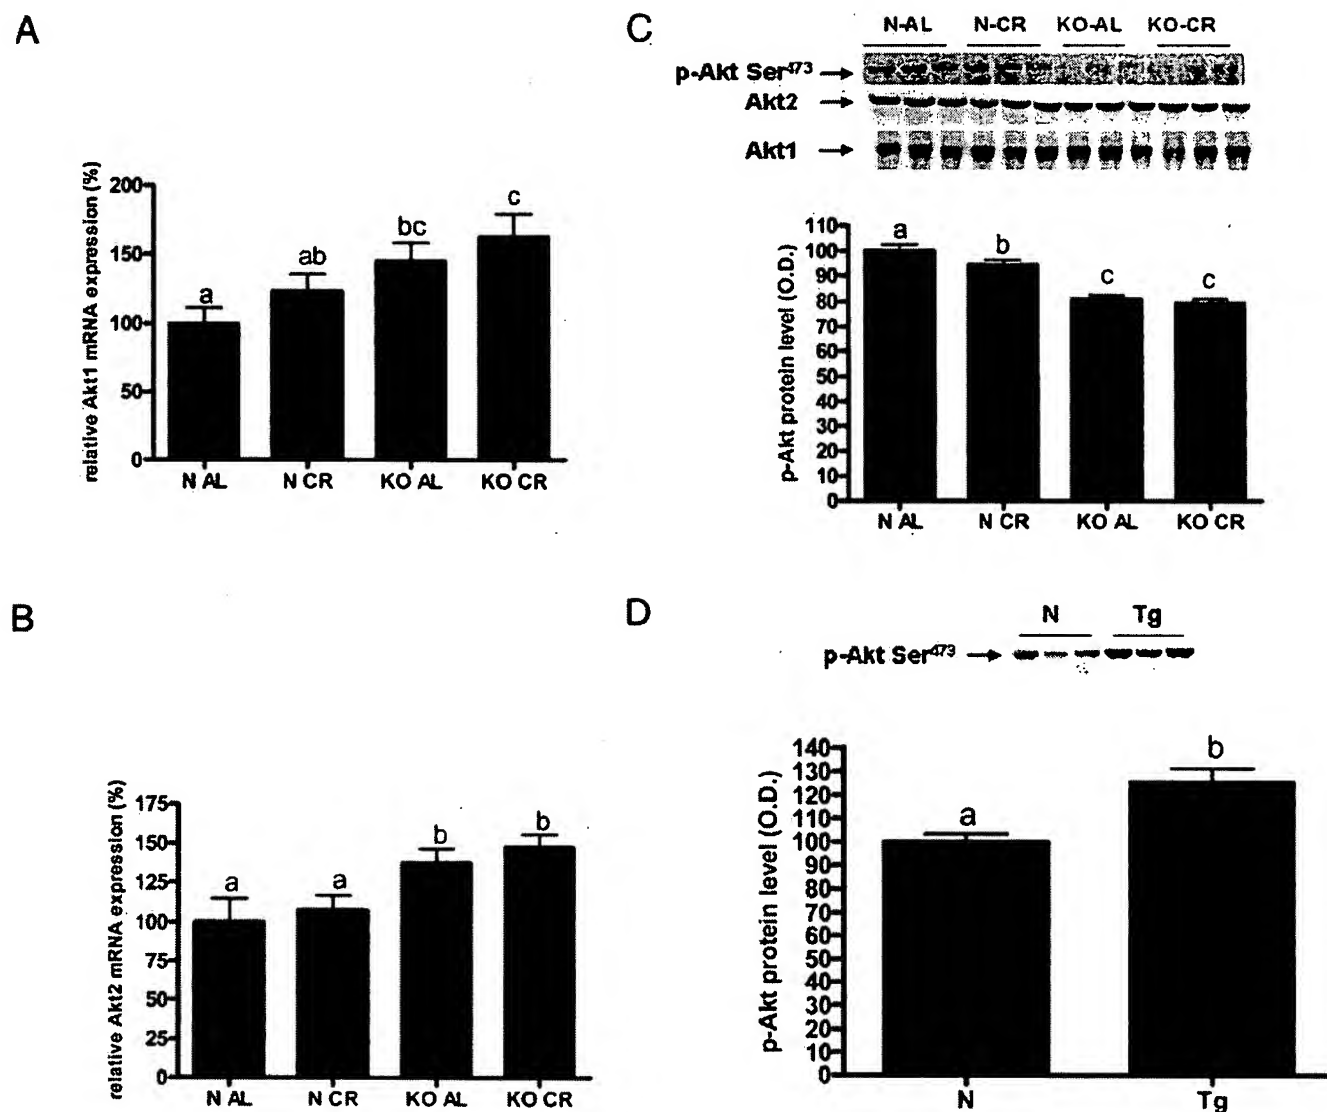 A
relative Akt1 mRNA expression (%)
200
150
100
50
0
a
ab
bc
c
N AL N CR KO AL KO CR
B
relative Akt2 mRNA expression (%)
175
150
125
100
75
50
25
0
a
a
b
b
N AL N CR KO AL KO CR
C
N-AL N-CR KO-AL KO-CR
p-Akt Ser473
Akt2
Akt1
p-Akt protein level (O.D.)
110
100
90
80
70
60
50
40
30
20
10
0
a
b
c
c
N AL N CR KO AL KO CR
D
N Tg
p-Akt Ser473
p-Akt protein level (O.D.)
140
130
120
110
100
90
80
70
60
50
40
30
20
10
0
a
b
N Tg